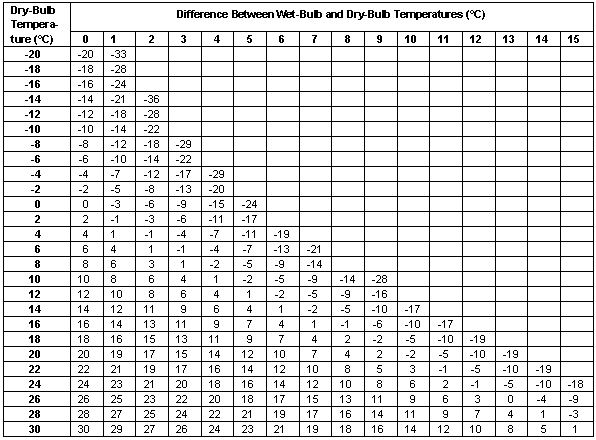 Dry-Bulb Tempera-ture (°C) Difference Between Wet-Bulb and Dry-Bulb Temperatures (°C)
0 1 2 3 4 5 6 7 8 9 10 11 12 13 14 15
-20 -20 -33
-18 -18 -28
-16 -16 -24
-14 -14 -21 -36
-12 -12 -18 -28
-10 -10 -14 -22
-8 -8 -12 -18 -29
-6 -6 -10 -14 -22
-4 -4 -7 -12 -17 -29
-2 -2 -5 -8 -13 -20
0 0 -3 -6 -9 -15 -24
2 2 -1 -3 -6 -11 -17
4 4 1 -1 -4 -7 -11 -19
6 6 4 1 -1 -4 -7 -13 -21
8 8 6 3 1 -2 -5 -9 -14
10 10 8 6 4 1 -2 -5 -9 -14 -28
12 12 10 8 6 4 1 -2 -5 -9 -16
14 14 12 11 9 6 4 1 -2 -5 -10 -17
16 16 14 13 11 9 7 4 1 -1 -6 -10 -17
18 18 16 15 13 11 9 7 4 2 -2 -5 -10 -19
20 20 19 17 15 14 12 10 7 4 2 -2 -5 -10 -19
22 22 21 19 17 16 14 12 10 8 5 3 -1 -5 -10 -19
24 24 23 21 20 18 16 14 12 10 8 6 2 -1 -5 -10 -18
26 26 25 23 22 20 18 17 15 13 11 9 6 3 0 -4 -9
28 28 27 25 24 22 21 19 17 16 14 11 9 7 4 1 -3
30 30 29 27 26 24 23 21 19 18 16 14 12 10 8 5 1